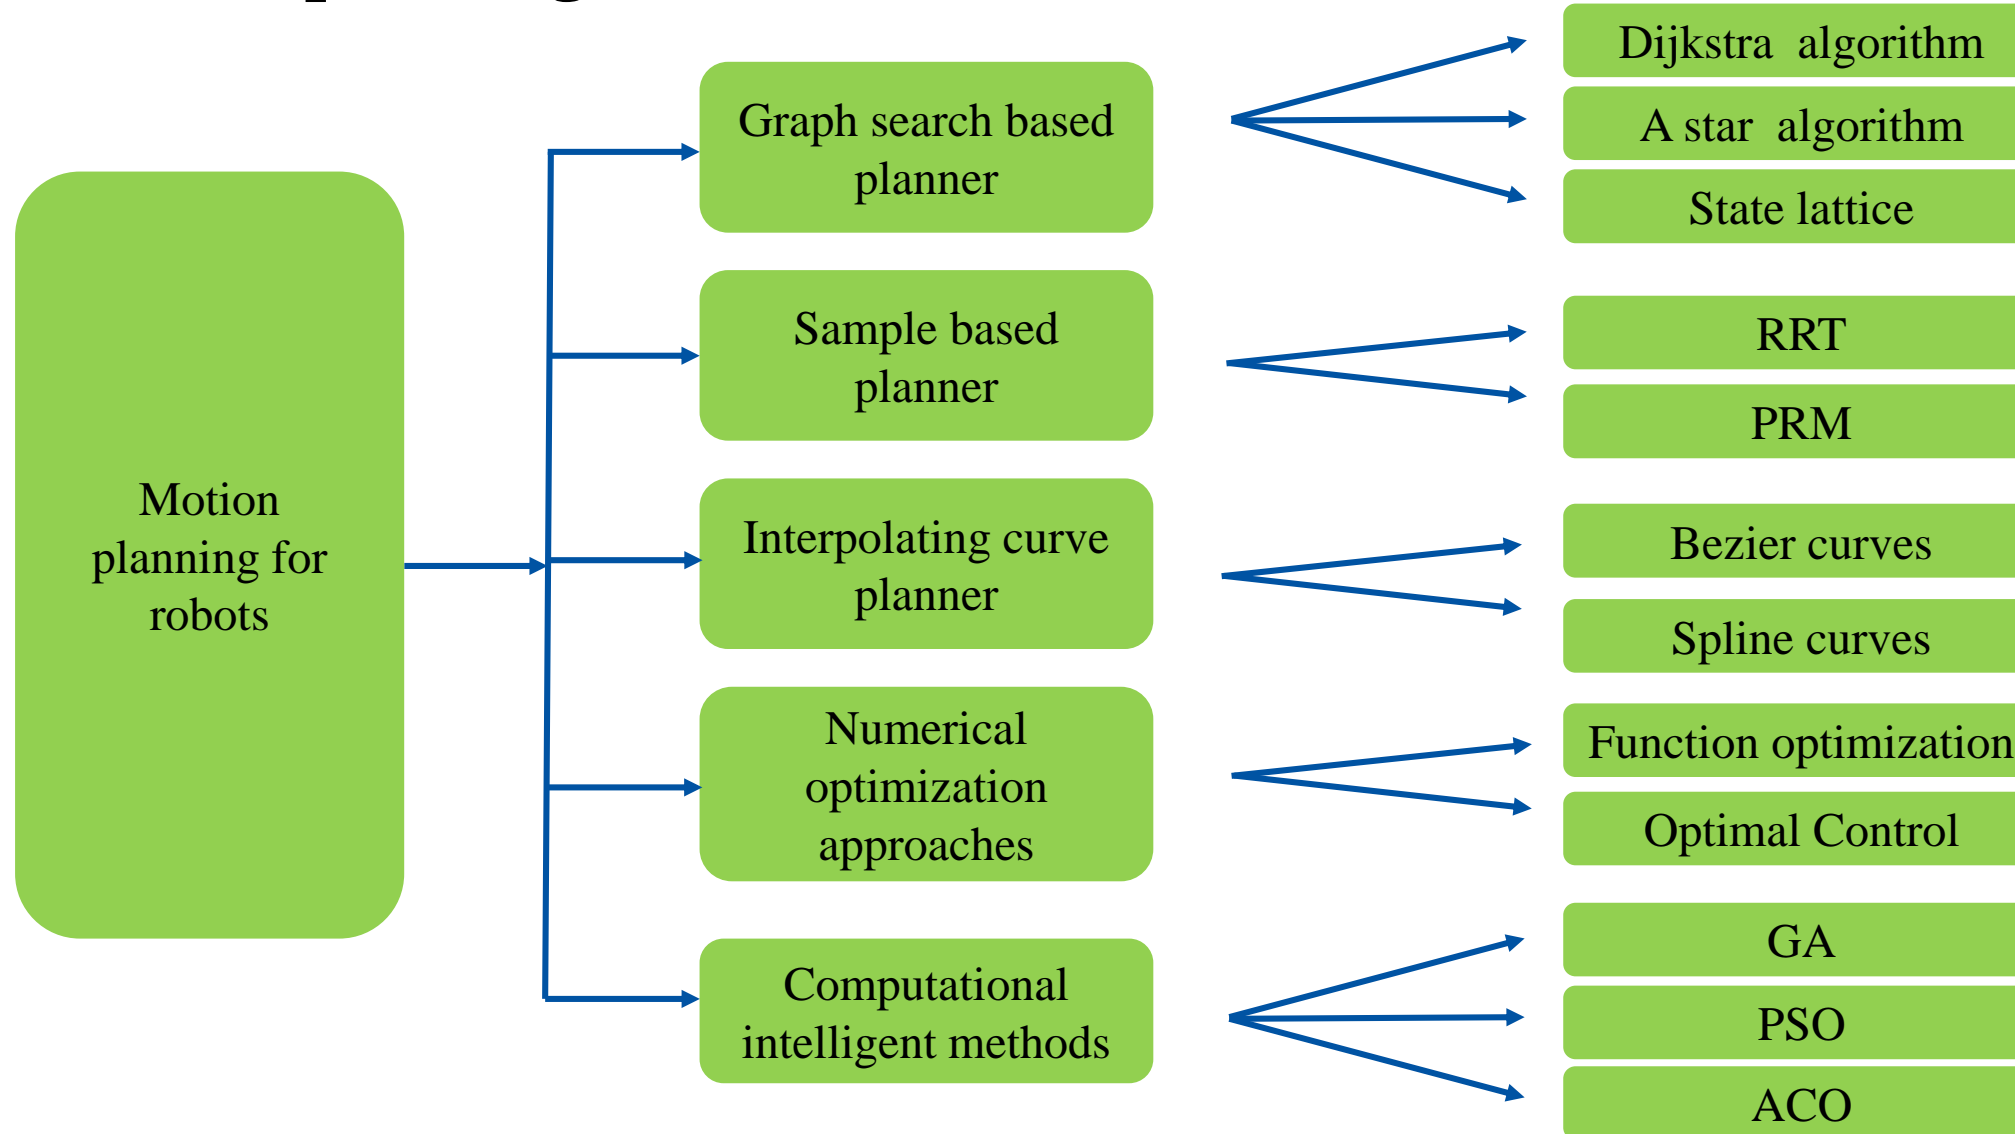 Motion
planning for
robots
Graph search based
planner
Dijkstra algorithm
A star algorithm
State lattice
Sample based
planner
RRT
PRM
Interpolating curve
planner
Bezier curves
Spline curves
Numerical
optimization
approaches
Function optimization
Optimal Control
Computational
intelligent methods
GA
PSO
ACO